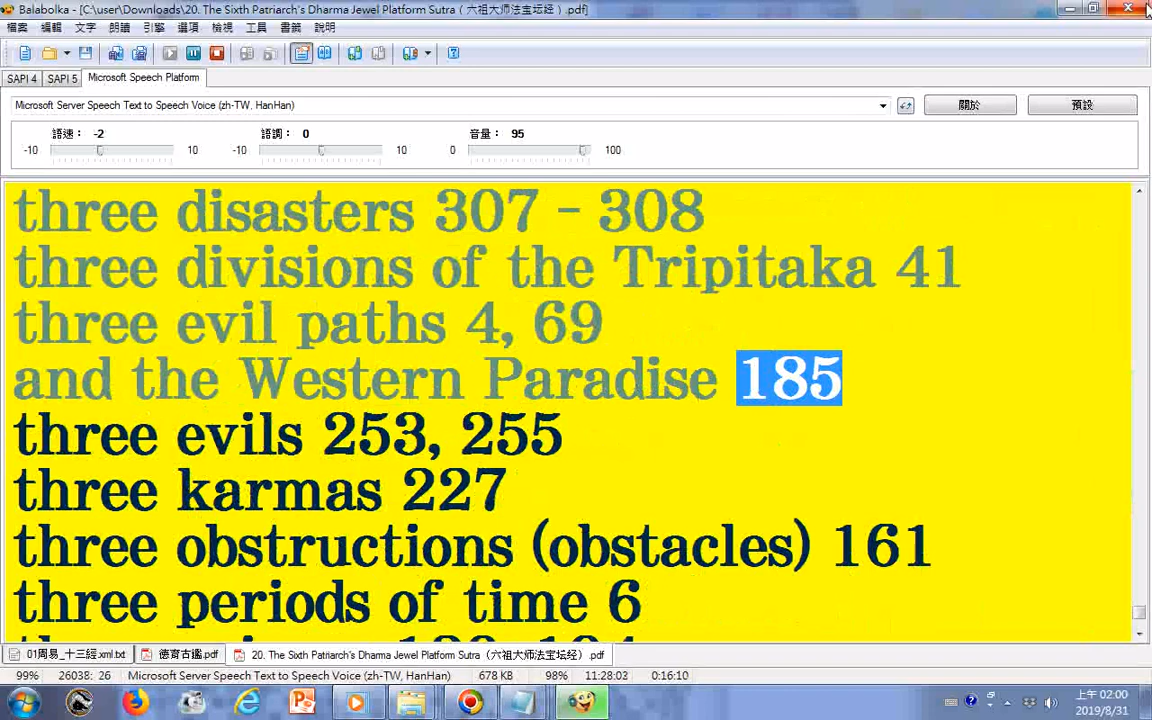 Balabolka - [C:\user\Downloads\20. The Sixth Patriarch's Dharma Jewel Platform Sutra（六祖大师法宝坛经）.pdf]
檔案 編輯 文字 朗讀 引擎 選項 檢視 工具 書籤 說明
SAPI 4 SAPI 5 Microsoft Speech Platform
Microsoft Server Speech Text to Speech Voice (zh-TW, HanHan) 關於 預設
語速： -2 語調： 0 音量： 95
-10 10 -10 10 0 100
three disasters 307 - 308
three divisions of the Tripitaka 41
three evil paths 4, 69
and the Western Paradise 185
three evils 253, 255
three karmas 227
three obstructions (obstacles) 161
three periods of time 6
01周易_十三經.xml.txt 德育古鑑.pdf 20. The Sixth Patriarch's Dharma Jewel Platform Sutra（六祖大师法宝坛经）.pdf
99% 26038: 26 Microsoft Server Speech Text to Speech Voice (zh-TW, HanHan) 678 KB 98% 11:28:02 0:16:10
上午 02:00
2019/8/31